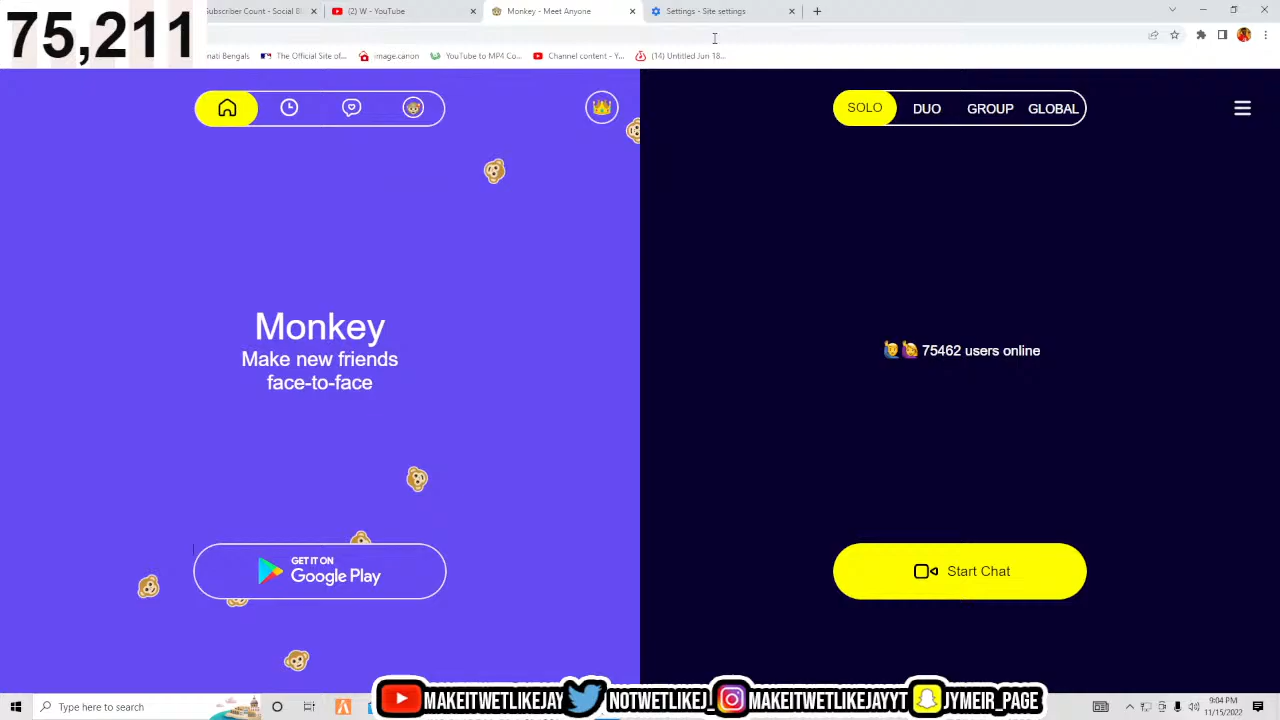 75,211
Subscriber Count - Social B
W - YouTube
Monkey - Meet Anyone
Settings - Site settings
nati Bengals
The Official Site of...
image.canon
YouTube to MP4 Co...
Channel content - Y...
(14) Untitled Jun 18...
SOLO
DUO
GROUP
GLOBAL
Monkey
Make new friends
face-to-face
75462 users online
GET IT ON
Google Play
Start Chat
MAKEITWETLIKEJAY
NOTWETLIKEJ_
MAKEITWETLIKEJAYYT
JYMEIR_PAGE
Type here to search
9:04 PM
11/15/2022